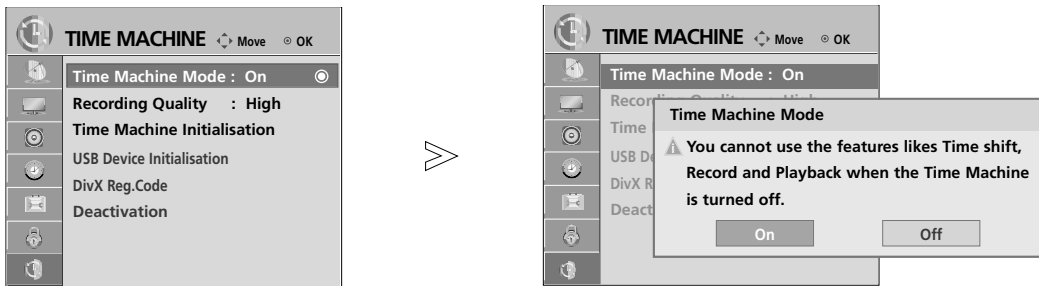 TIME MACHINE Move OK
Time Machine Mode : On
Recording Quality : High
Time Machine Initialisation
USB Device Initialisation
DivX Reg.Code
Deactivation
TIME MACHINE Move OK
Time Machine Mode : On
Time Machine Mode
You cannot use the features likes Time shift,
Record and Playback when the Time Machine
is turned off.
On Off